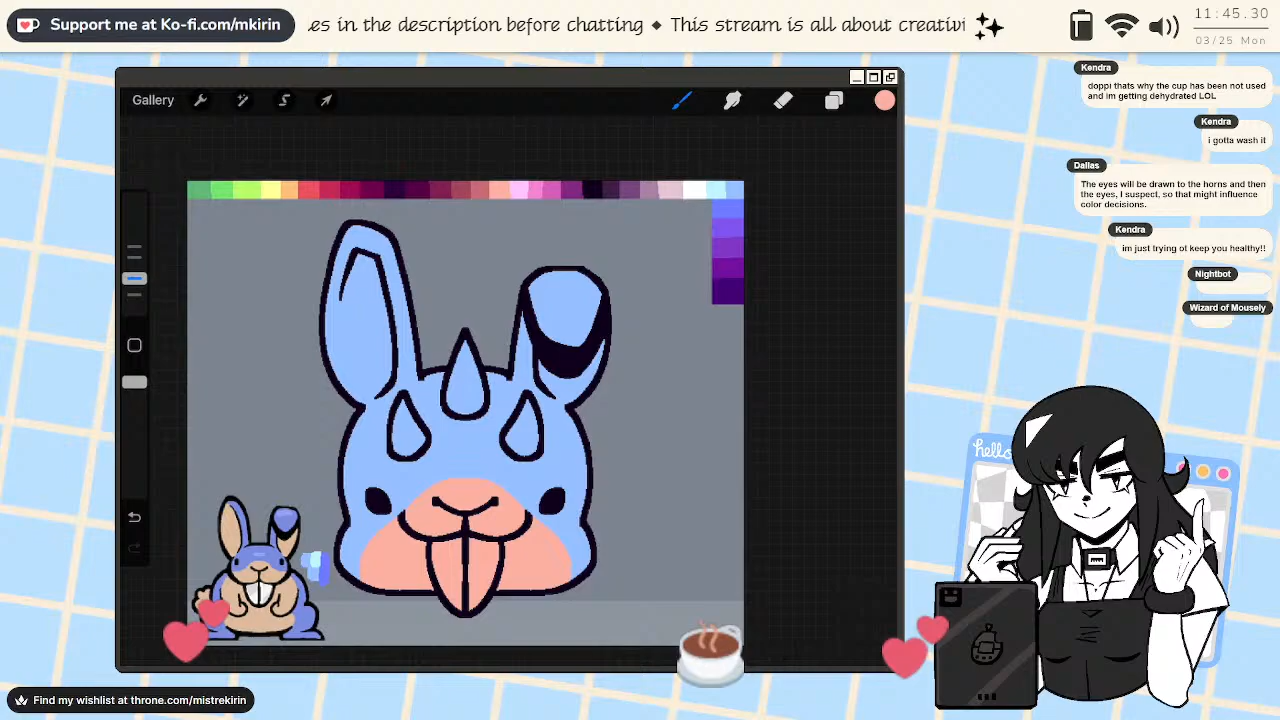 Support me at Ko-fi.com/mkirin
es in the description before chatting ◆ This stream is all about creativi
11:45.30
03/25 Mon
Gallery
Kendra
doppi thats why the cup has been not used
and im getting dehydrated LOL
Kendra
i gotta wash it
Dallas
The eyes will be drawn to the horns and then
the eyes, I suspect, so that might influence
color decisions.
Kendra
im just trying ot keep you healthy!!
Nightbot
Wizard of Mousely
hello
Find my wishlist at throne.com/mistrekirin